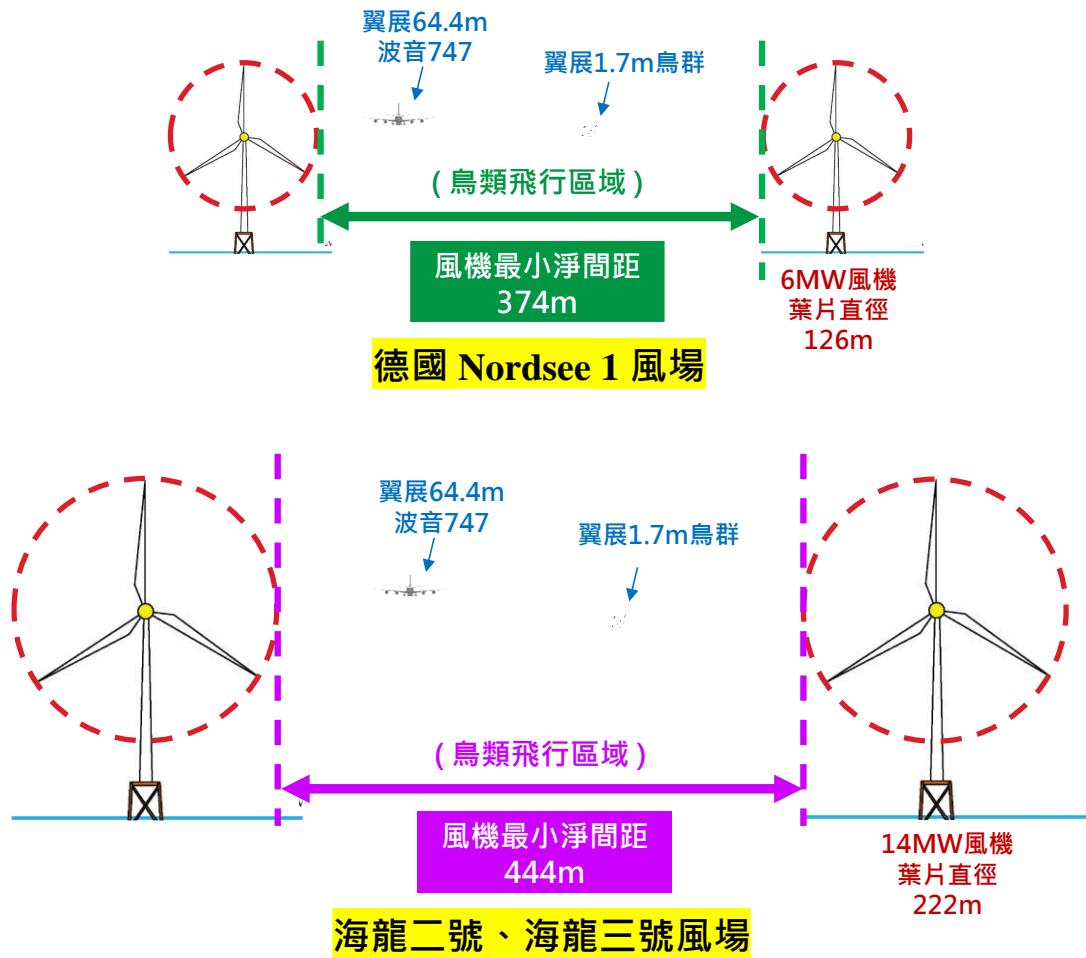 翼展64.4m
波音747
翼展1.7m鳥群
(鳥類飛行區域)
風機最小淨間距
374m
6MW風機
葉片直徑
126m
德國 Nordsee 1 風場
翼展64.4m
波音747
翼展1.7m鳥群
(鳥類飛行區域)
風機最小淨間距
444m
14MW風機
葉片直徑
222m
海龍二號、海龍三號風場